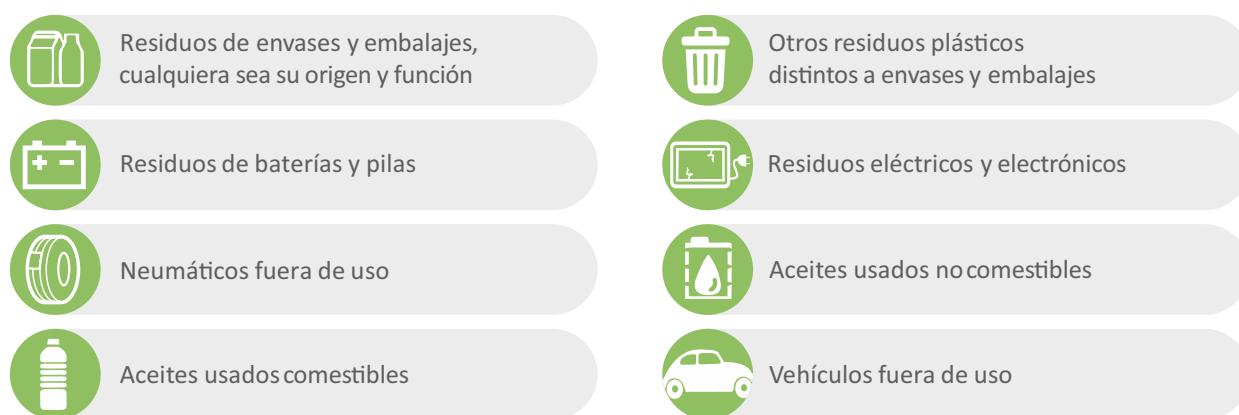 Residuos de envases y embalajes,
cualquiera sea su origen y función
Otros residuos plásticos
distintos a envases y embalajes
Residuos de baterías y pilas
Residuos eléctricos y electrónicos
Neumáticos fuera de uso
Aceites usados no comestibles
Aceites usados comestibles
Vehículos fuera de uso